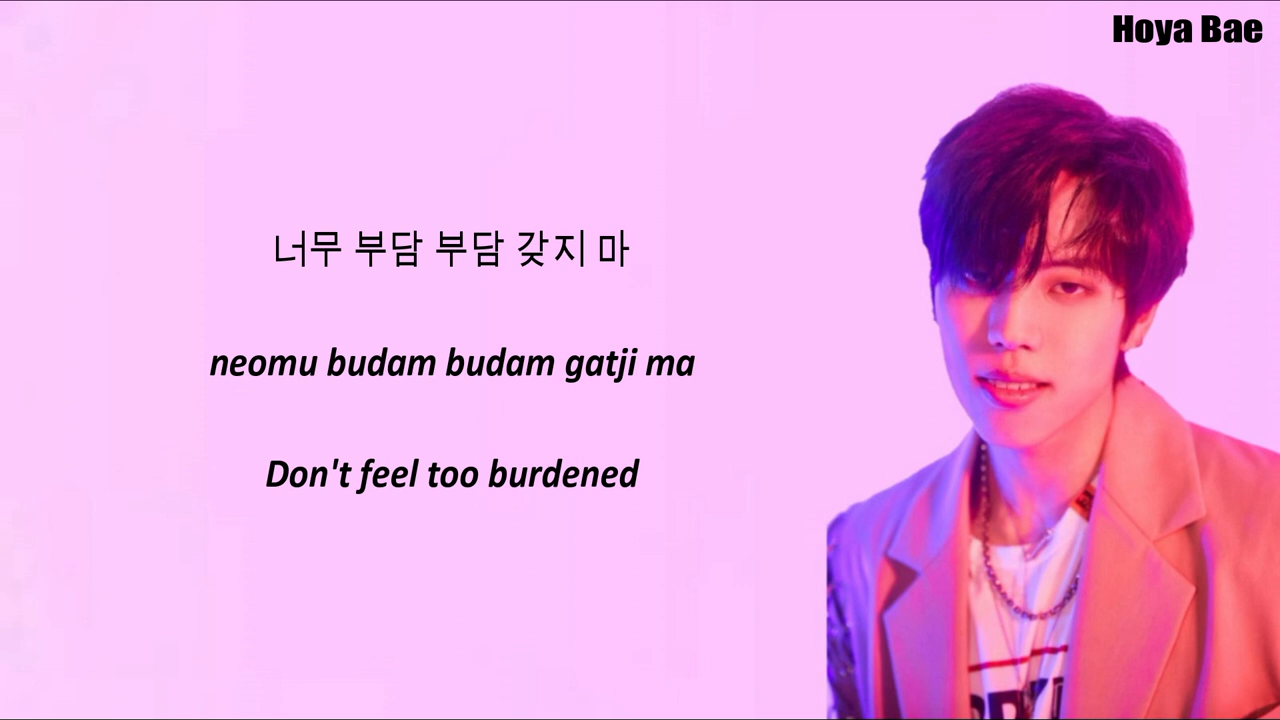 Hoya Bae
너무 부담 부담 갖지 마
neomu budam budam gatji ma
Don't feel too burdened